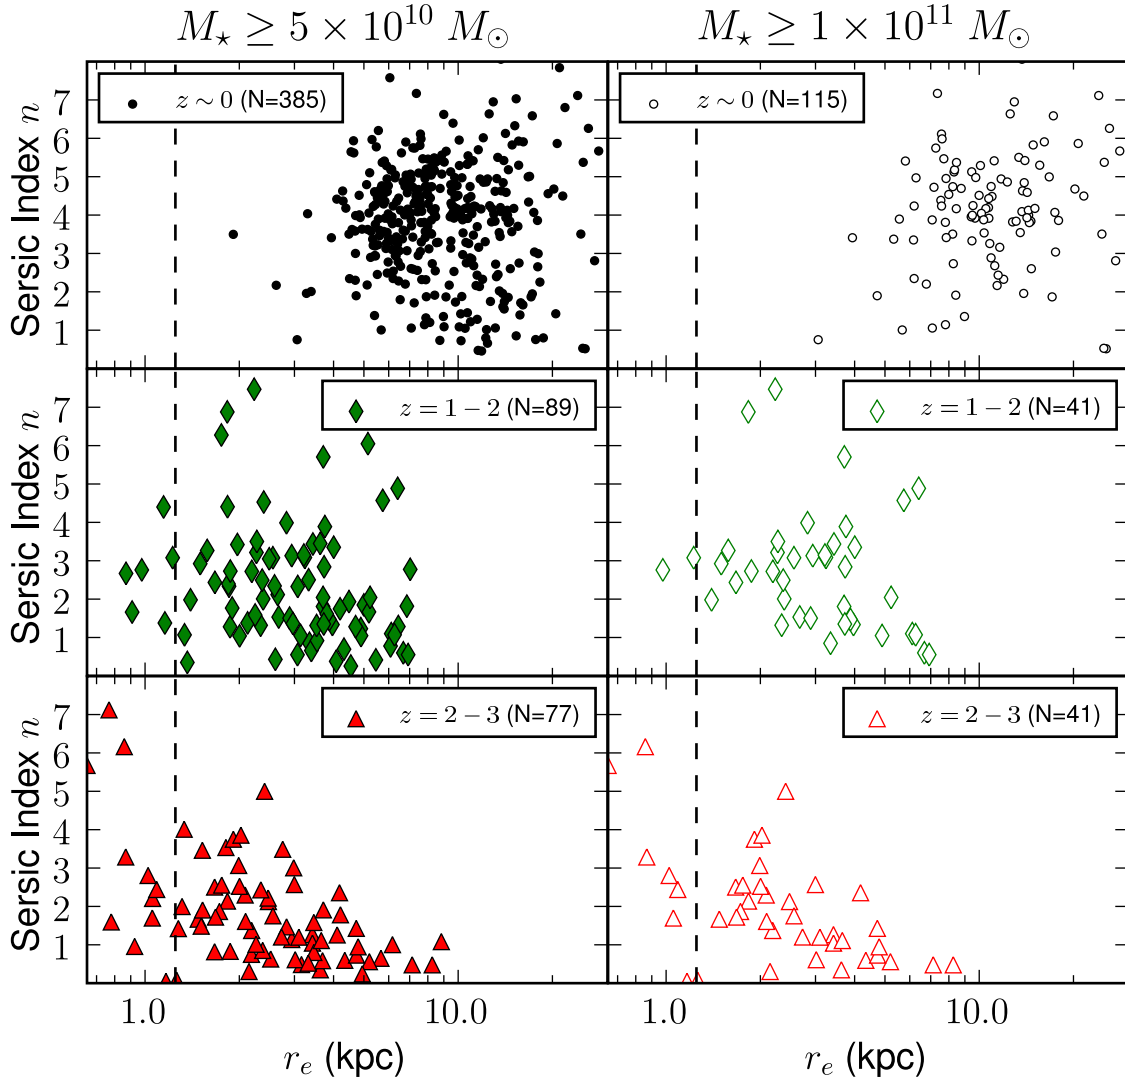 M⋆ ≥ 5 × 10¹⁰ M⊙
M⋆ ≥ 1 × 10¹¹ M⊙
z ∼ 0 (N=385)
z ∼ 0 (N=115)
7
6
5
4
3
2
1
Sersic Index n
z = 1 − 2 (N=89)
z = 1 − 2 (N=41)
7
6
5
4
3
2
1
Sersic Index n
z = 2 − 3 (N=77)
z = 2 − 3 (N=41)
7
6
5
4
3
2
1
Sersic Index n
1.0
10.0
1.0
10.0
rₑ (kpc)
rₑ (kpc)